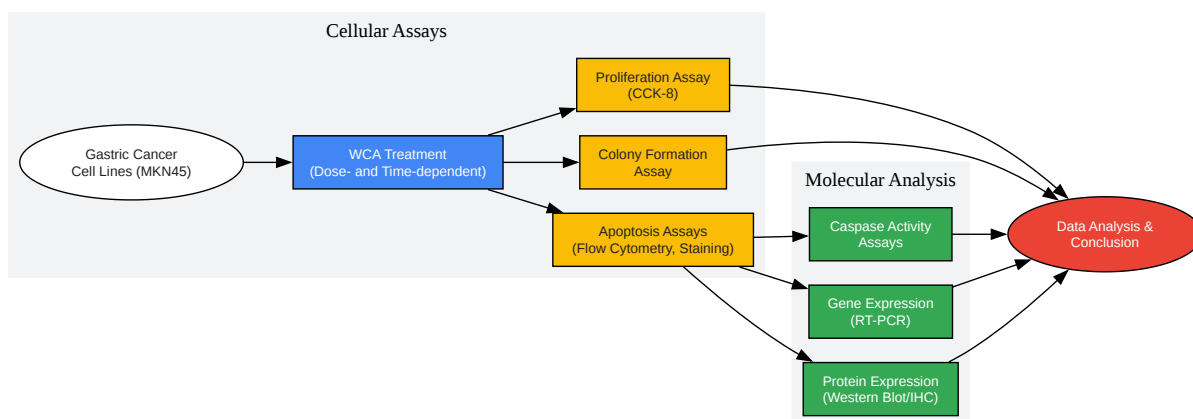 Cellular Assays
Gastric Cancer
Cell Lines (MKN45)
WCA Treatment
(Dose- and Time-dependent)
Proliferation Assay
(CCK-8)
Colony Formation
Assay
Apoptosis Assays
(Flow Cytometry, Staining)
Molecular Analysis
Caspase Activity
Assays
Gene Expression
(RT-PCR)
Protein Expression
(Western Blot/IHC)
Data Analysis &
Conclusion